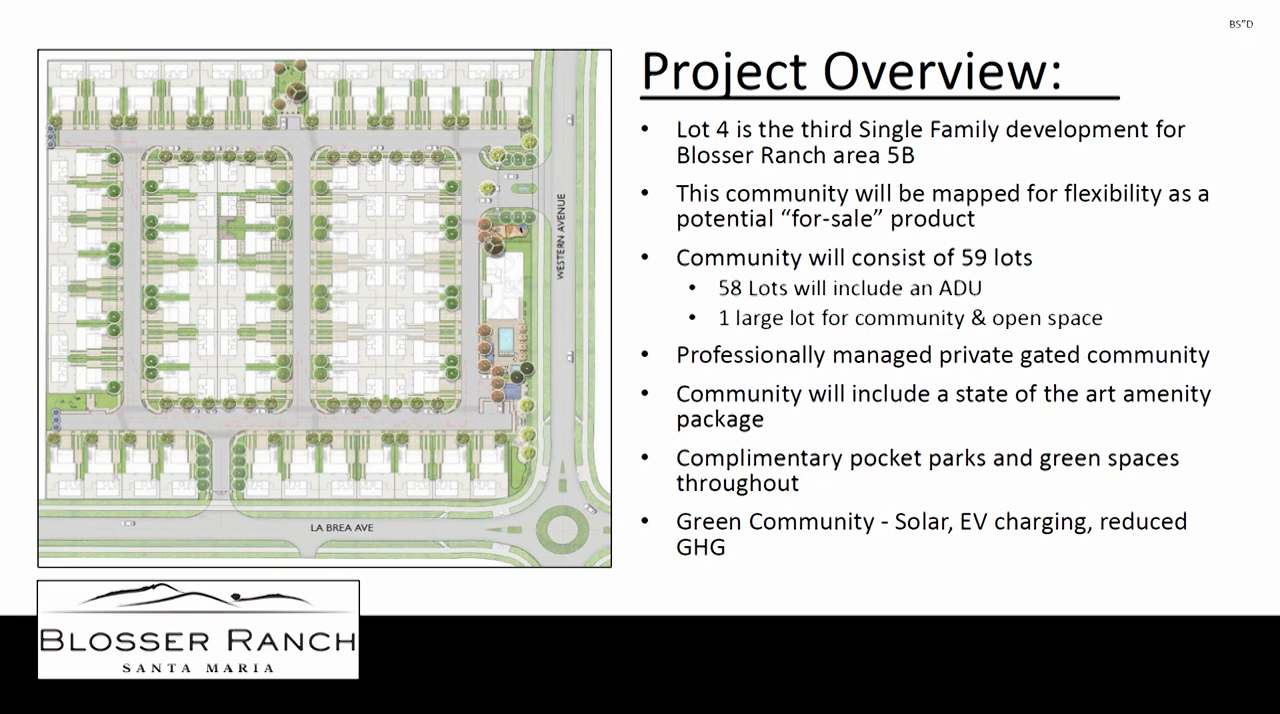 BS"D
Project Overview:
• Lot 4 is the third Single Family development for
Blosser Ranch area 5B
• This community will be mapped for flexibility as a
potential “for-sale” product
• Community will consist of 59 lots
• 58 Lots will include an ADU
• 1 large lot for community & open space
• Professionally managed private gated community
• Community will include a state of the art amenity
package
• Complimentary pocket parks and green spaces
throughout
• Green Community - Solar, EV charging, reduced
GHG
WESTERN AVENUE
LA BREA AVE
BLOSSER RANCH
SANTA MARIA